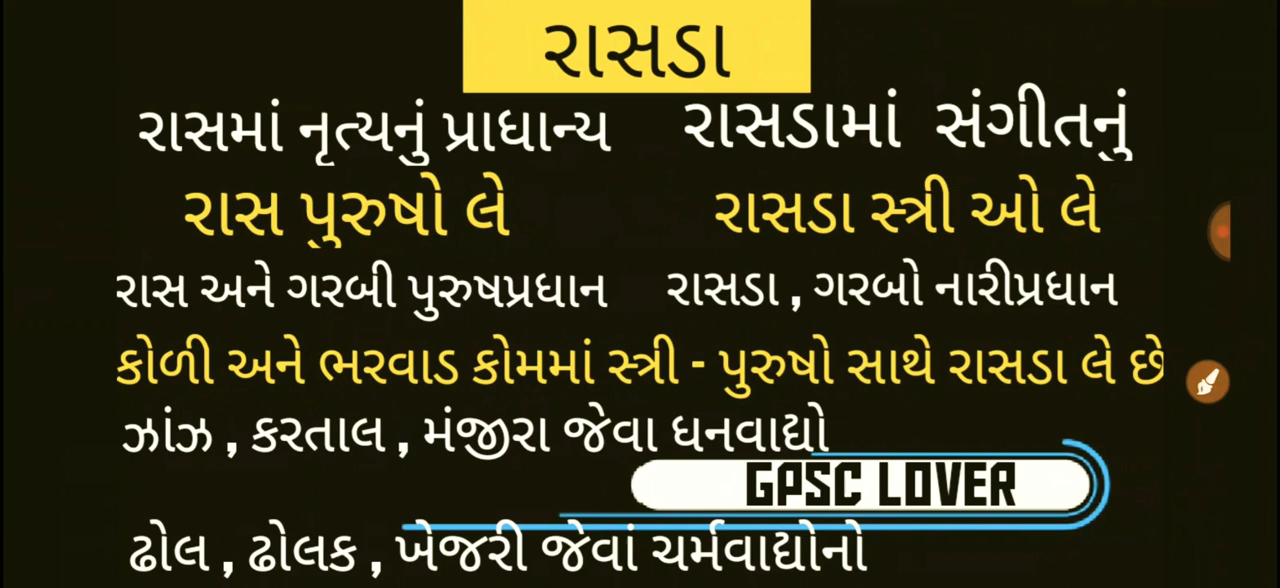 રાસડા
રાસમાં નૃત્યનું પ્રાધાન્ય રાસડામાં સંગીતનું
રાસ પુરુષો લે રાસડા સ્ત્રી ઓ લે
રાસ અને ગરબી પુરુષપ્રધાન રાસડા , ગરબો નારીપ્રધાન
કોળી અને ભરવાડ કોમમાં સ્ત્રી - પુરુષો સાથે રાસડા લે છે
ઝાંઝ , કરતાલ , મંજીરા જેવા ધનવાદ્યો
GPSC LOVER
ઢોલ , ઢોલક , ખેજરી જેવાં ચર્મવાદ્યોનો